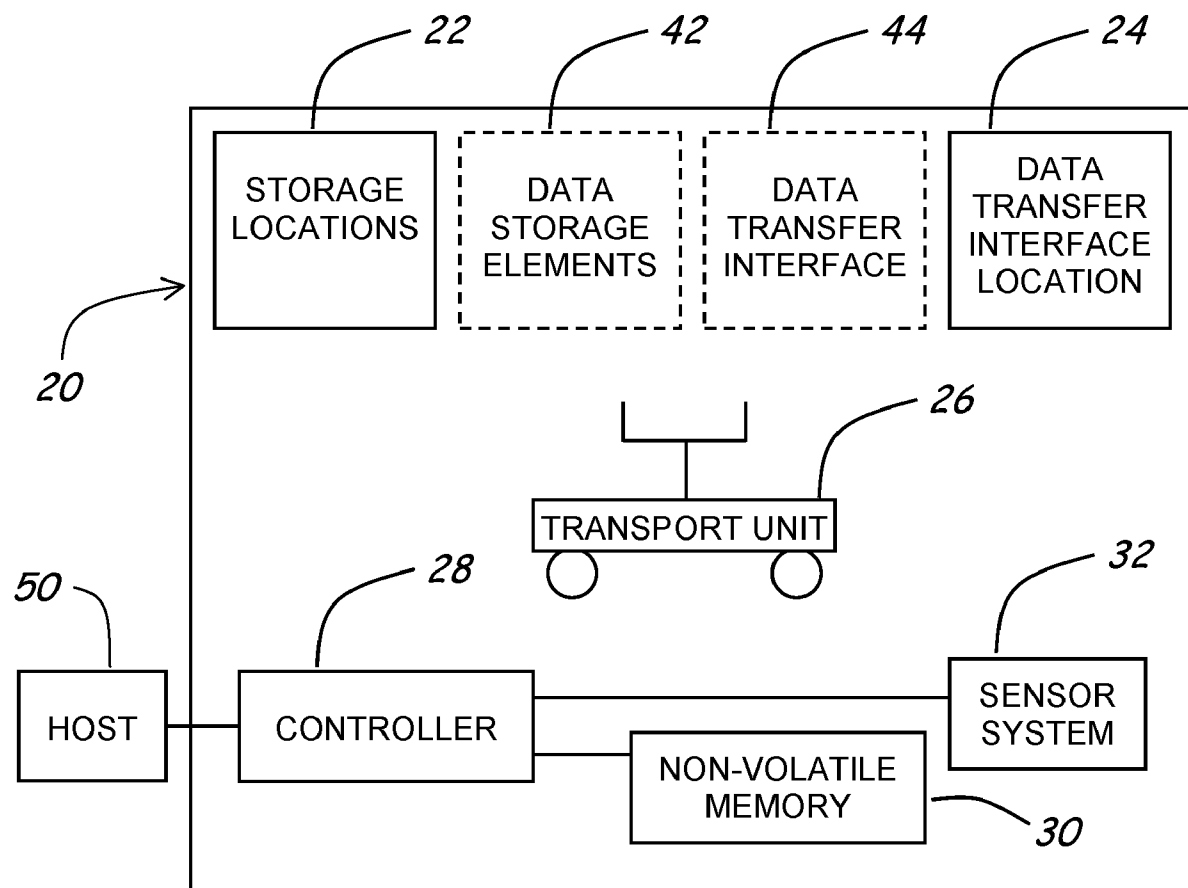 22
42
44
24
STORAGE
LOCATIONS
DATA
STORAGE
ELEMENTS
DATA
TRANSFER
INTERFACE
DATA
TRANSFER
INTERFACE
LOCATION
20
26
TRANSPORT UNIT
50
28
32
HOST
CONTROLLER
SENSOR
SYSTEM
NON-VOLATILE
MEMORY
30